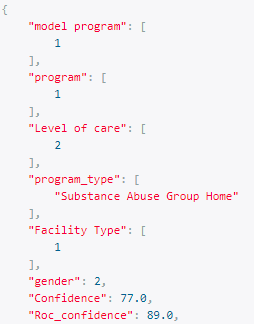 {
"model program": [
1
],
"program": [
1
],
"Level of care": [
2
],
"program_type": [
"Substance Abuse Group Home"
],
"Facility Type": [
1
],
"gender": 2,
"Confidence": 77.0,
"Roc_confidence": 89.0,